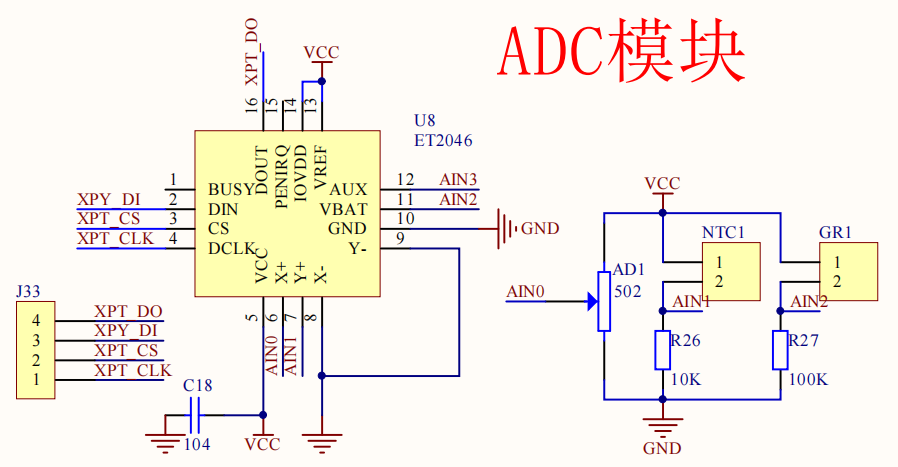 ADC模块
XPT_DO
VCC
16
15
14
13
U8
ET2046
DOUT
PENIRQ
IOVDD
VREF
1
BUSY
2
DIN
3
CS
4
DCLK
XPY_DI
XPT_CS
XPT_CLK
AUX
12
AIN3
VBAT
11
AIN2
GND
10
GND
Y-
9
VCC
X+
Y+
X-
5
6
7
8
AIN0
AIN1
J33
4
XPT_DO
3
XPY_DI
2
XPT_CS
1
XPT_CLK
C18
104
VCC
VCC
NTC1
1
2
GR1
1
2
AD1
502
AIN0
AIN1
AIN2
R26
10K
R27
100K
GND